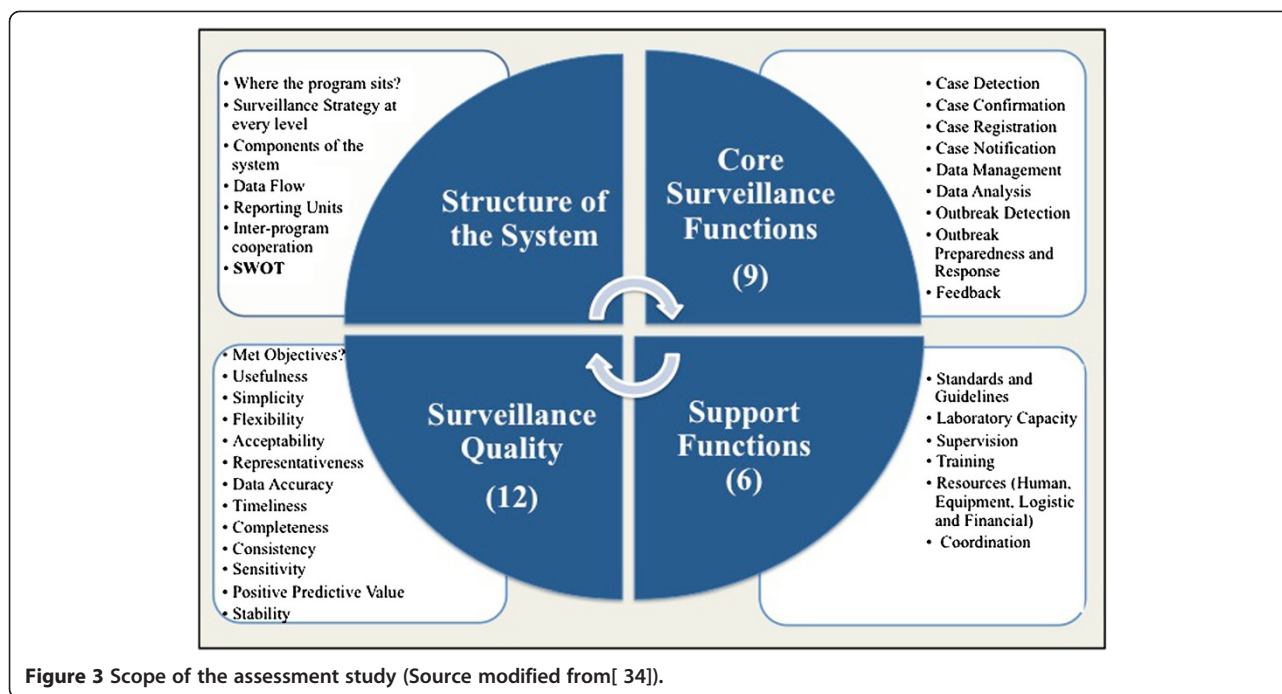 • Where the program sits?
• Surveillance Strategy at
every level
• Components of the
system
• Data Flow
• Reporting Units
• Inter-program
cooperation
• SWOT
Structure of
the System
Core
Surveillance
Functions
(9)
• Case Detection
• Case Confirmation
• Case Registration
• Case Notification
• Data Management
• Data Analysis
• Outbreak Detection
• Outbreak
Preparedness and
Response
• Feedback
• Met Objectives?
• Usefulness
• Simplicity
• Flexibility
• Acceptability
• Representativeness
• Data Accuracy
• Timeliness
• Completeness
• Consistency
• Sensitivity
• Positive Predictive Value
• Stability
Surveillance
Quality
(12)
Support
Functions
(6)
• Standards and
Guidelines
• Laboratory Capacity
• Supervision
• Training
• Resources (Human,
Equipment, Logistic
and Financial)
• Coordination
Figure 3 Scope of the assessment study (Source modified from[ 34]).